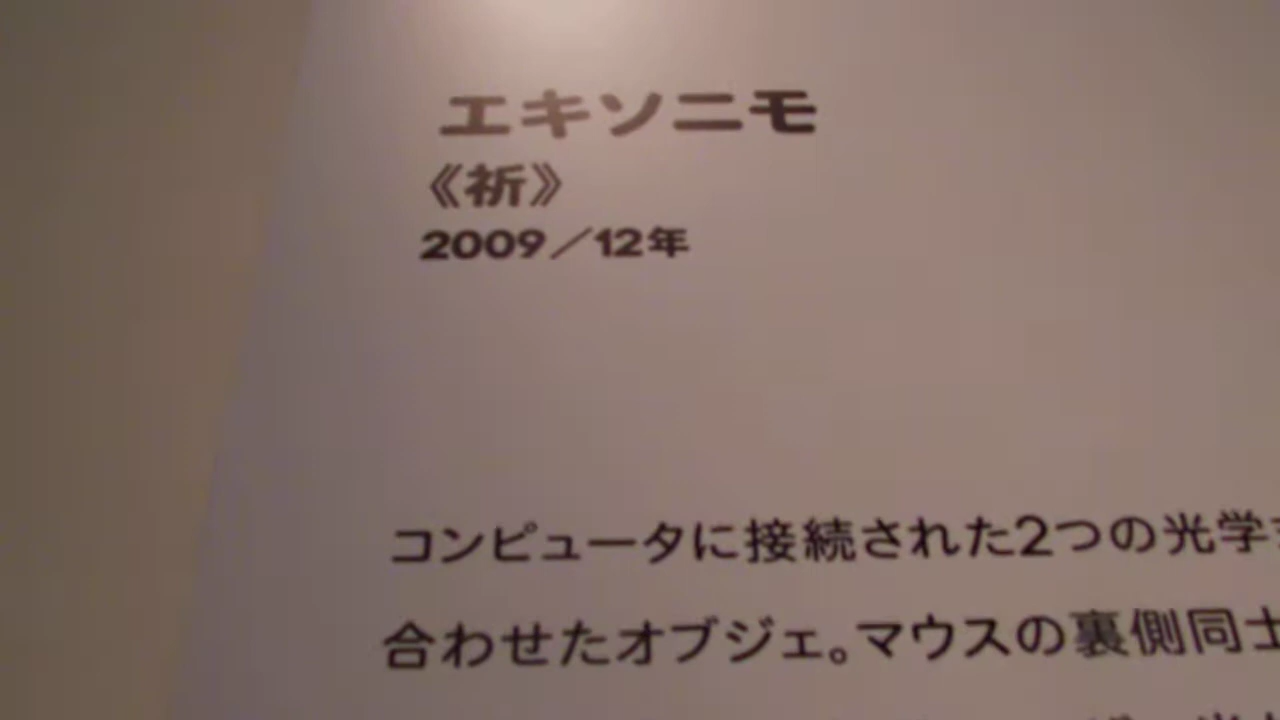 エキソニモ
《祈》
2009／12年
コンピュータに接続された2つの光学
合わせたオブジェ。マウスの裏側同士